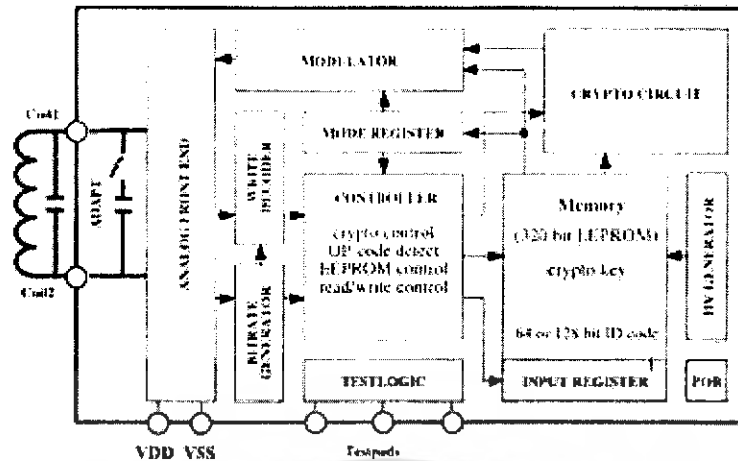 MODULATOR
CRYPTO CIRCUIT
Coil1
MODE REGISTER
ADAPT
ANALOG FRONT END
WRITE DECODER
CONTROLLER
crypto control
OP code detect
EEPROM control
read/write control
Memory
(320 bit EEPROM)
crypto key
64 or 128 bit ID code
HV GENERATOR
Coil2
BITRATE GENERATOR
TESTLOGIC
INPUT REGISTER
POR
VDD VSS
Testpads